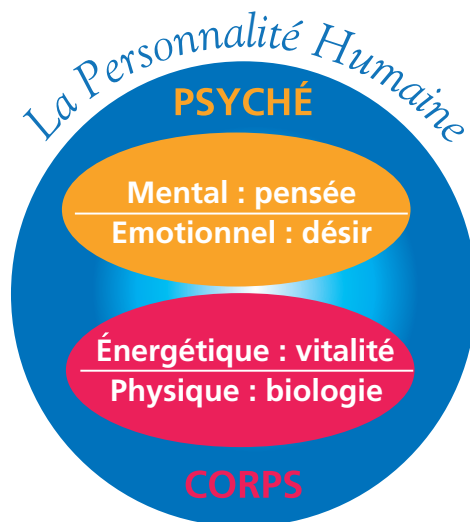 La Personnalité Humaine
PSYCHÉ
Mental : pensée
Emotionnel : désir
Énergétique : vitalité
Physique : biologie
CORPS